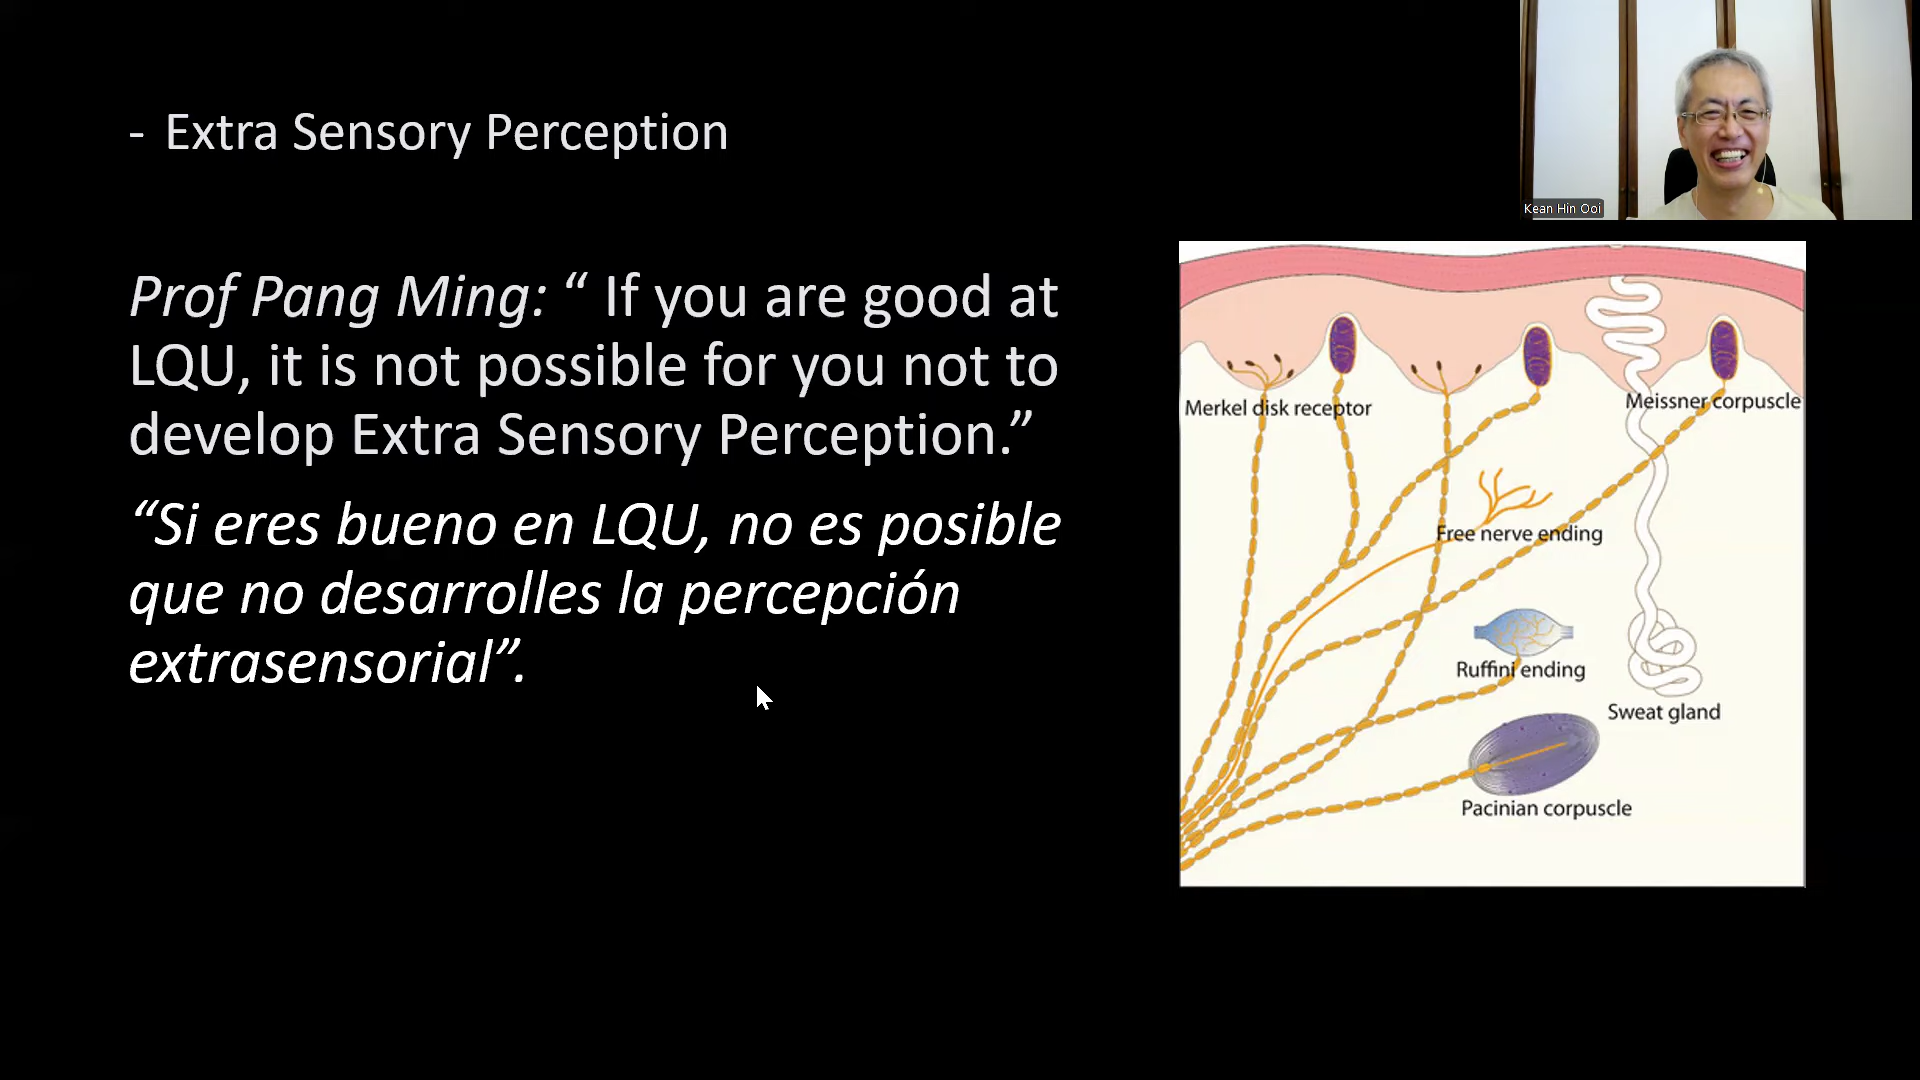 - Extra Sensory Perception
Kean Hin Ooi
Prof Pang Ming: “ If you are good at
LQU, it is not possible for you not to
develop Extra Sensory Perception.”
“Si eres bueno en LQU, no es posible
que no desarrolles la percepción
extrasensorial”.
Merkel disk receptor
Meissner corpuscle
Free nerve ending
Ruffini ending
Sweat gland
Pacinian corpuscle